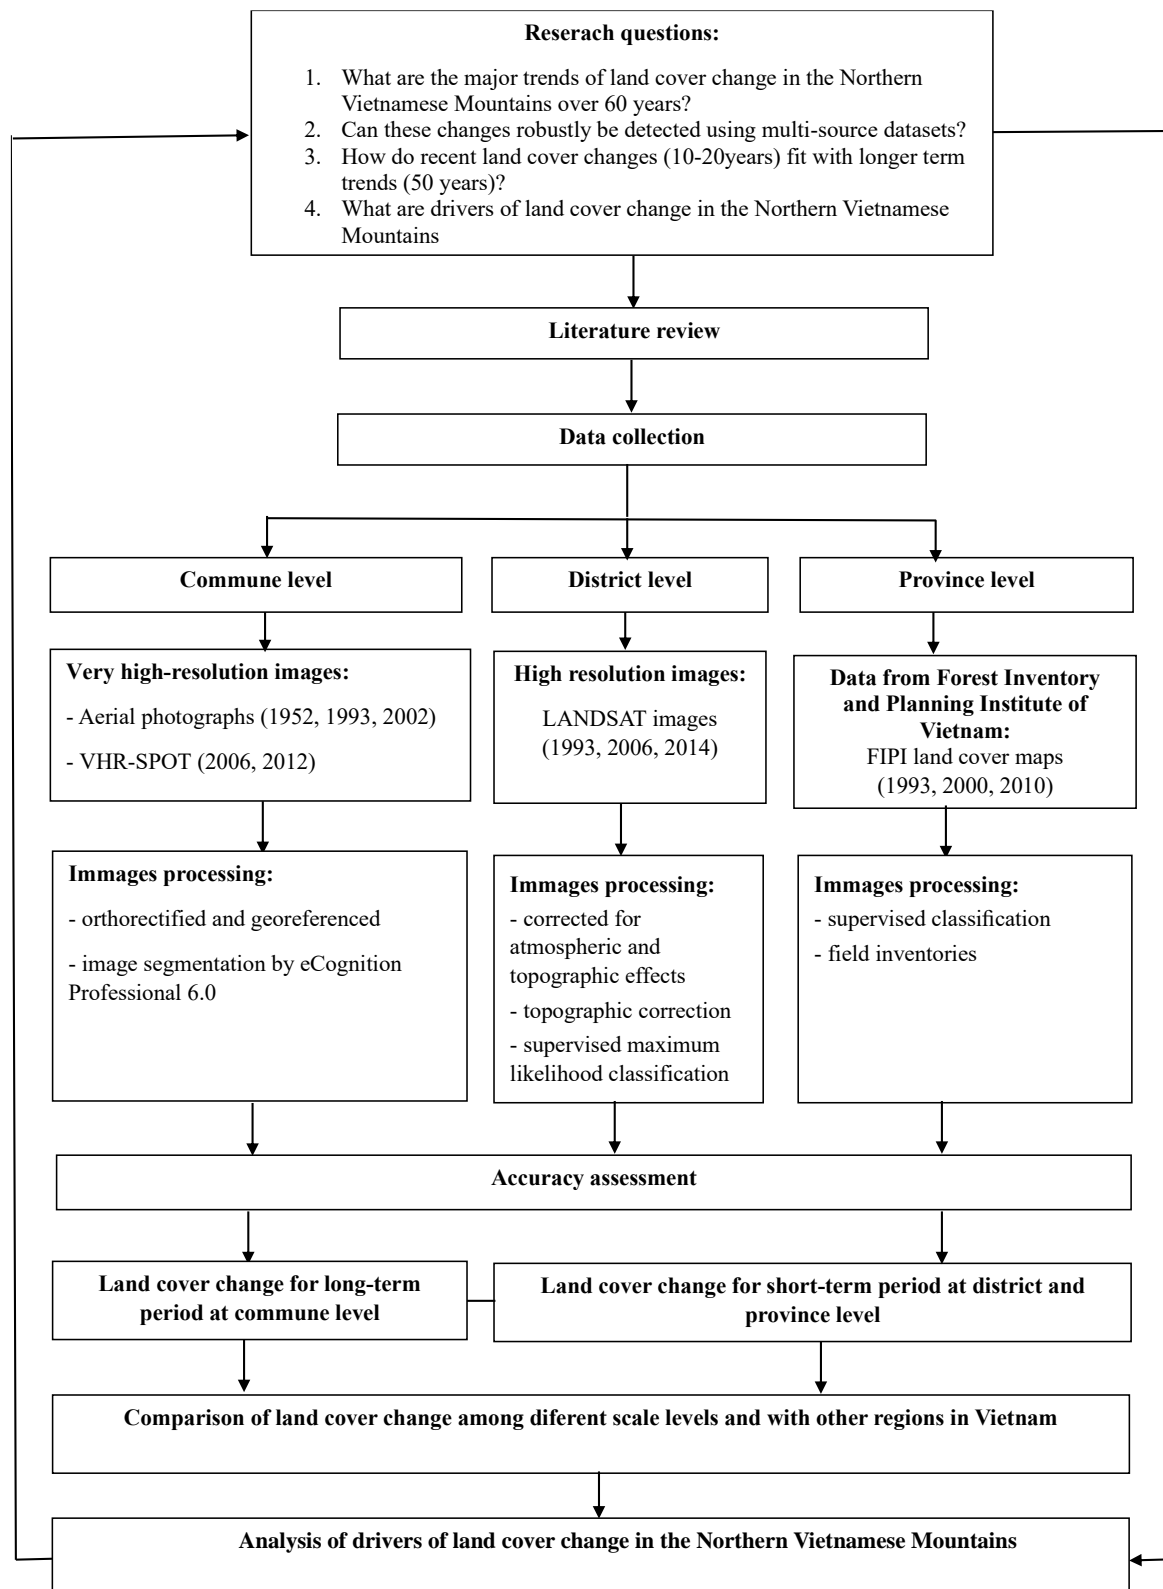 Reserach questions:
1. What are the major trends of land cover change in the Northern
Vietnamese Mountains over 60 years?
2. Can these changes robustly be detected using multi-source datasets?
3. How do recent land cover changes (10-20years) fit with longer term
trends (50 years)?
4. What are drivers of land cover change in the Northern Vietnamese
Mountains
Literature review
Data collection
Commune level
District level
Province level
Very high-resolution images:
- Aerial photographs (1952, 1993, 2002)
- VHR-SPOT (2006, 2012)
High resolution images:
LANDSAT images
(1993, 2006, 2014)
Data from Forest Inventory
and Planning Institute of
Vietnam:
FIPI land cover maps
(1993, 2000, 2010)
Immages processing:
- orthorectified and georeferenced
- image segmentation by eCognition
Professional 6.0
Immages processing:
- corrected for
atmospheric and
topographic effects
- topographic correction
- supervised maximum
likelihood classification
Immages processing:
- supervised classification
- field inventories
Accuracy assessment
Land cover change for long-term
period at commune level
Land cover change for short-term period at district and
province level
Comparison of land cover change among diferent scale levels and with other regions in Vietnam
Analysis of drivers of land cover change in the Northern Vietnamese Mountains